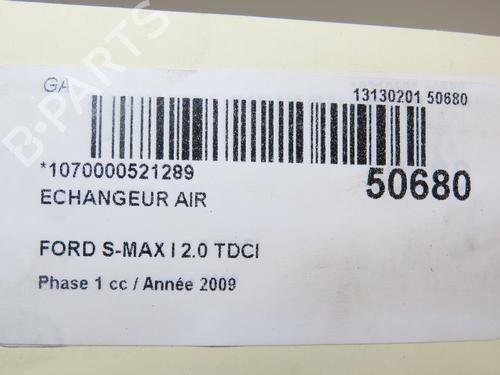 B-PARTS
GA
13130201 50680
*1070000521289
50680
ECHANGEUR AIR
FORD S-MAX I 2.0 TDCI
Phase 1 cc / Année 2009